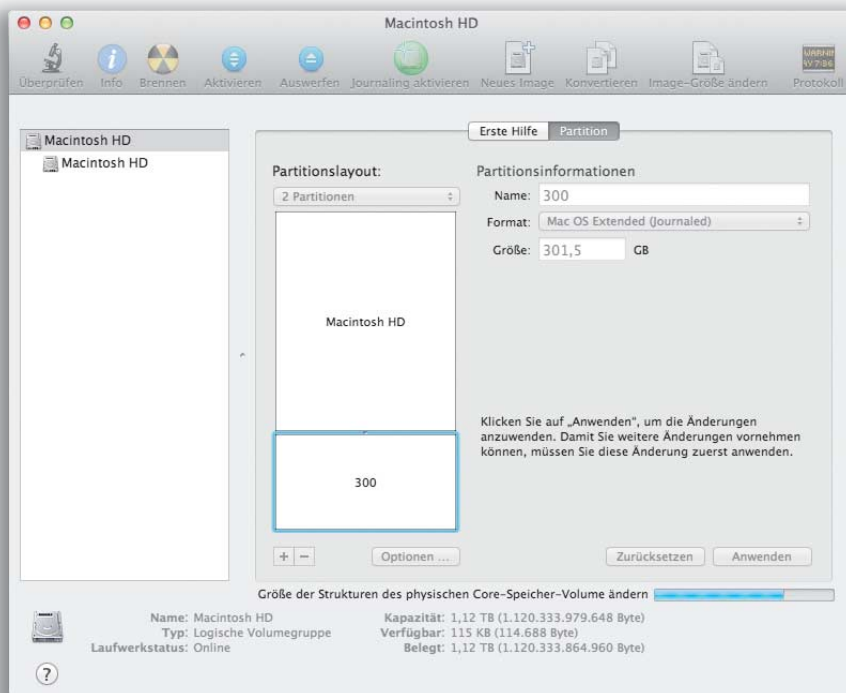 Macintosh HD
Überprüfen Info Brennen Aktivieren Auswerfen Journaling aktivieren Neues Image Konvertieren Image-Größe ändern Protokoll
WARNIN
Macintosh HD
Macintosh HD
Erste Hilfe Partition
Partitionslayout:
2 Partitionen
Macintosh HD
300
+ − Optionen ...
Partitionsinformationen
Name: 300
Format: Mac OS Extended (Journaled)
Größe: 301,5 GB
Klicken Sie auf „Anwenden“, um die Änderungen
anzuwenden. Damit Sie weitere Änderungen vornehmen
können, müssen Sie diese Änderung zuerst anwenden.
Zurücksetzen Anwenden
Größe der Strukturen des physischen Core-Speicher-Volume ändern
Name: Macintosh HD
Typ: Logische Volumegruppe
Laufwerkstatus: Online
Kapazität: 1,12 TB (1.120.333.979.648 Byte)
Verfügbar: 115 KB (114.688 Byte)
Belegt: 1,12 TB (1.120.333.864.960 Byte)
?